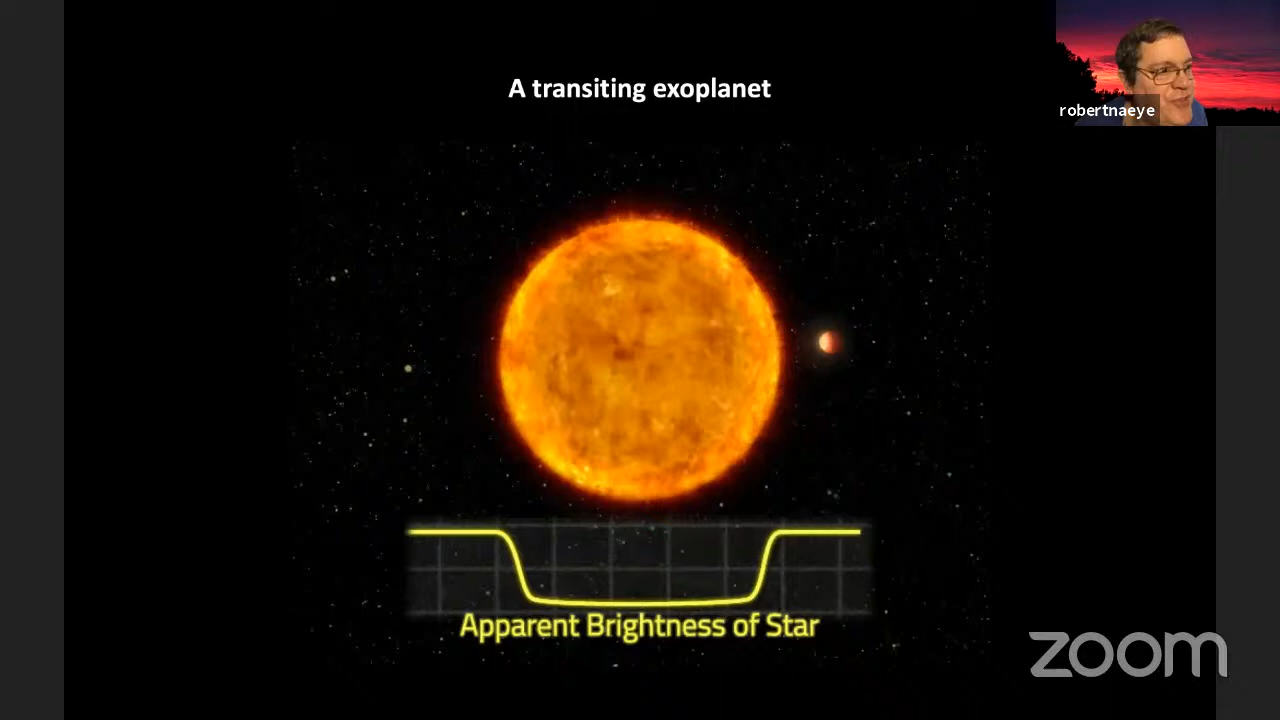 A transiting exoplanet
robertnaeye
Apparent Brightness of Star
zoom